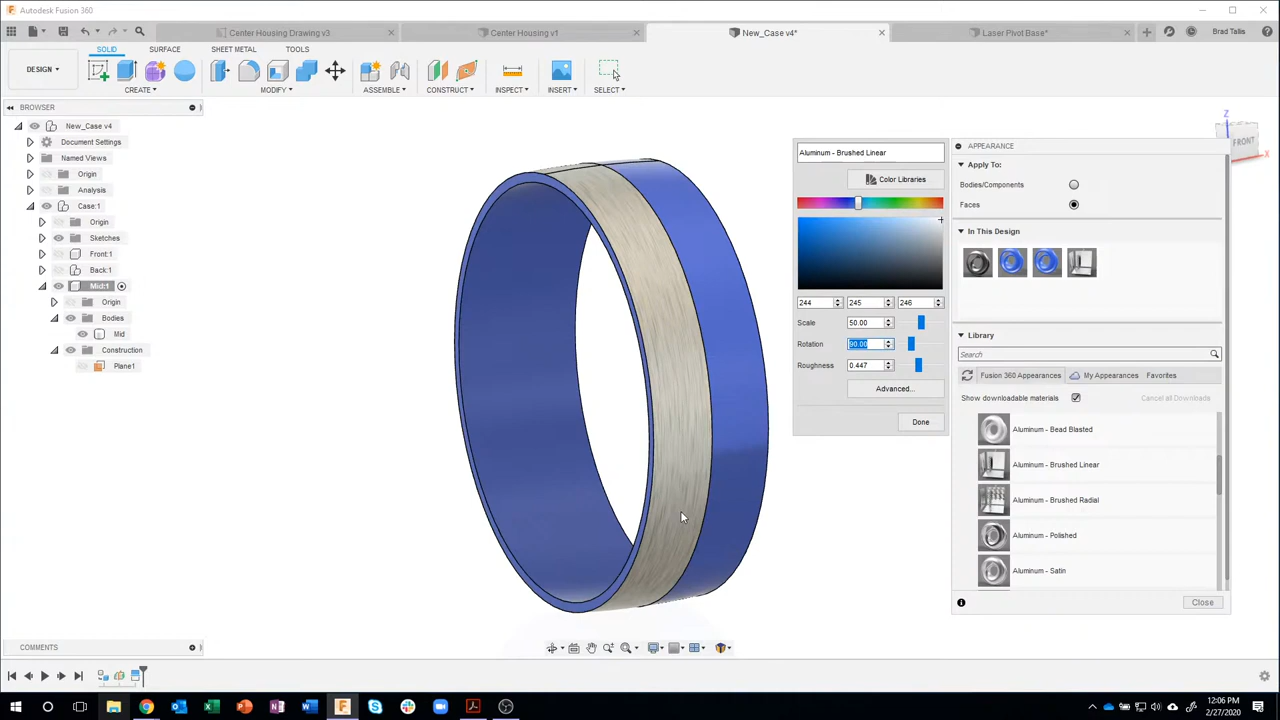 Autodesk Fusion 360
Center Housing Drawing v3
Center Housing v1
New_Case v4*
Laser Pivot Base*
Brad Tallis
DESIGN
SOLID
SURFACE
SHEET METAL
TOOLS
CREATE
MODIFY
ASSEMBLE
CONSTRUCT
INSPECT
INSERT
SELECT
BROWSER
New_Case v4
Document Settings
Named Views
Origin
Analysis
Case:1
Origin
Sketches
Front:1
Back:1
Mid:1
Origin
Bodies
Mid
Construction
Plane1
Z
FRONT
X
Aluminum - Brushed Linear
Color Libraries
244
245
246
Scale
50.00
Rotation
90.00
Roughness
0.447
Advanced...
Done
APPEARANCE
Apply To:
Bodies/Components
Faces
In This Design
Library
Search
Fusion 360 Appearances
My Appearances
Favorites
Show downloadable materials
Cancel all Downloads
Aluminum - Bead Blasted
Aluminum - Brushed Linear
Aluminum - Brushed Radial
Aluminum - Polished
Aluminum - Satin
Close
COMMENTS
12:06 PM
2/27/2020